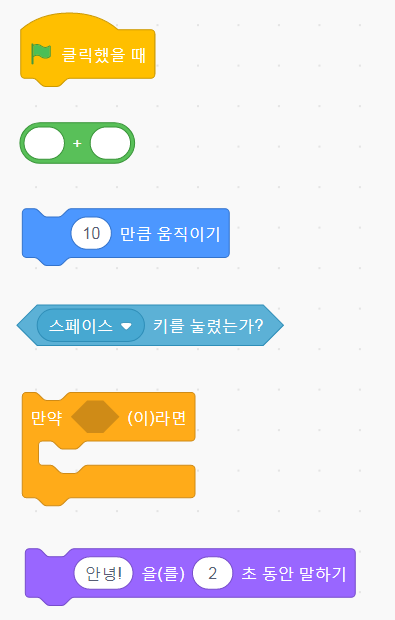 클릭했을 때
+
10 만큼 움직이기
스페이스 키를 눌렀는가?
만약 (이)라면
안녕! 을(를) 2 초 동안 말하기